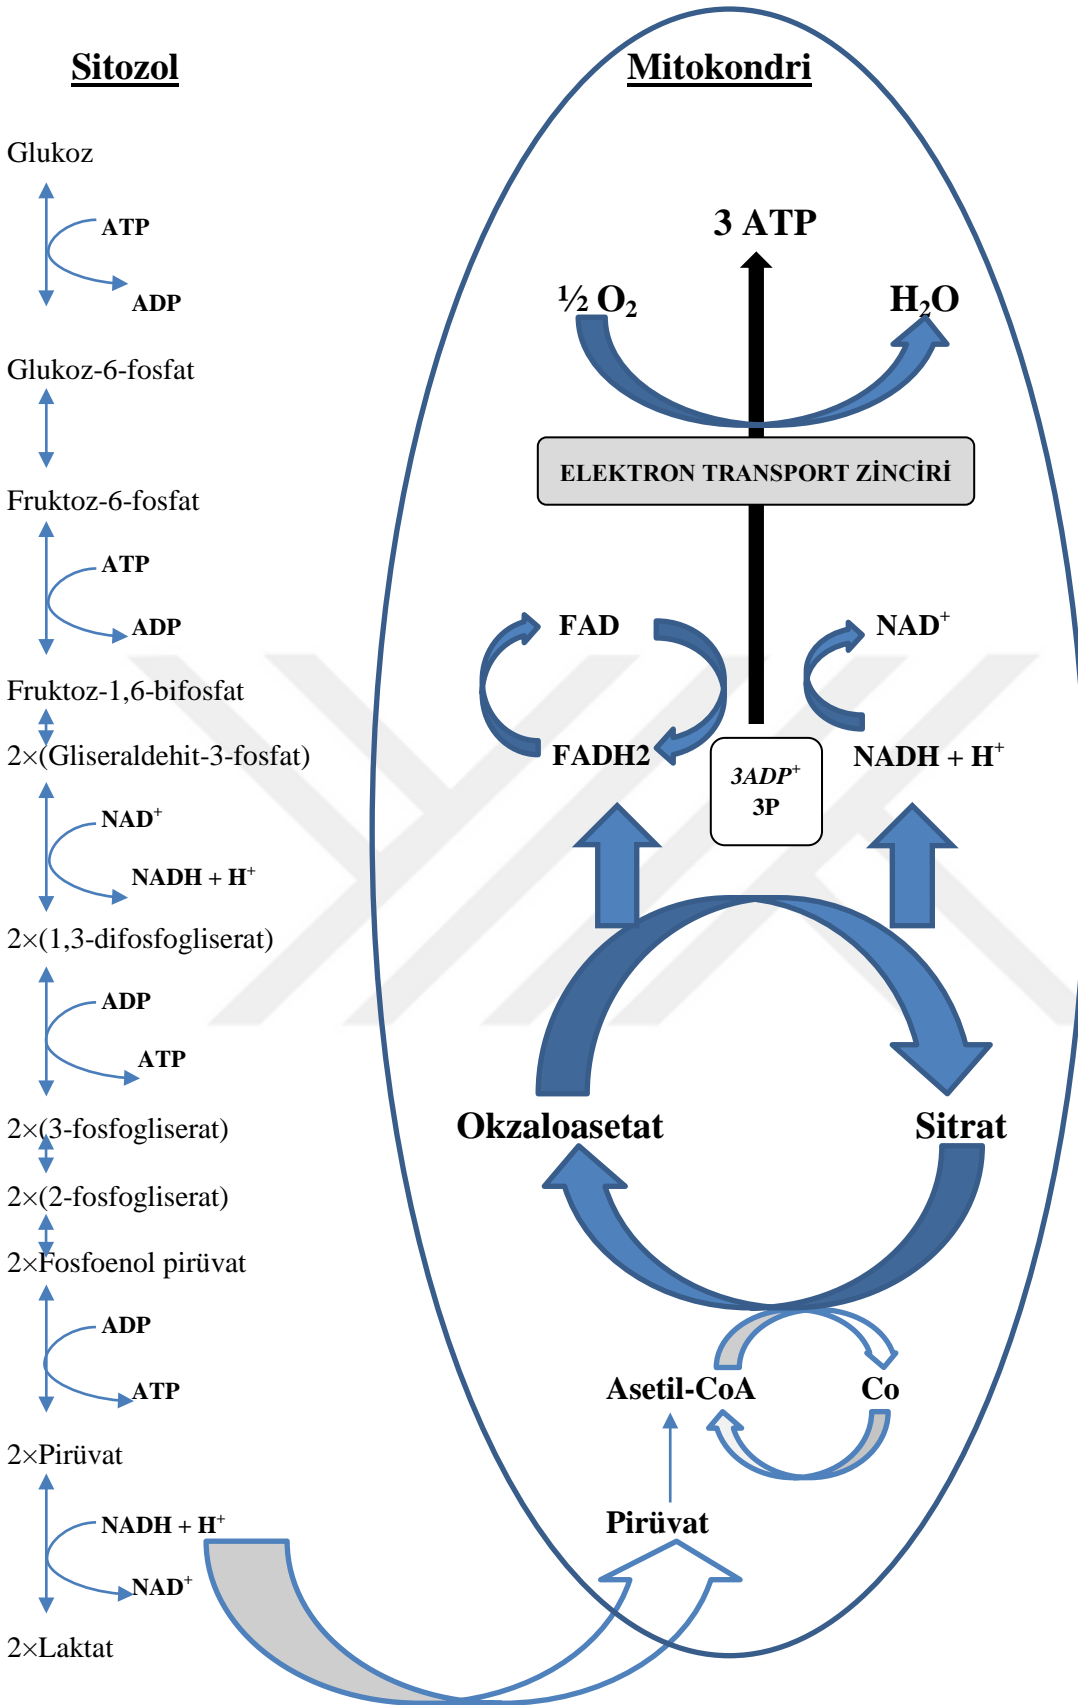 Sitozol
Glukoz
ATP
ADP
Glukoz-6-fosfat
Fruktoz-6-fosfat
ATP
ADP
Fruktoz-1,6-bifosfat
2×(Gliseraldehit-3-fosfat)
NAD⁺
NADH + H⁺
2×(1,3-difosfogliserat)
ADP
ATP
2×(3-fosfogliserat)
2×(2-fosfogliserat)
2×Fosfoenol pirüvat
ADP
ATP
2×Pirüvat
NADH + H⁺
NAD⁺
2×Laktat
Mitokondri
3 ATP
½ O₂
H₂O
ELEKTRON TRANSPORT ZİNCİRİ
FAD
NAD⁺
FADH2
3ADP⁺
3P
NADH + H⁺
Okzaloasetat
Sitrat
Asetil-CoA
Co
Pirüvat